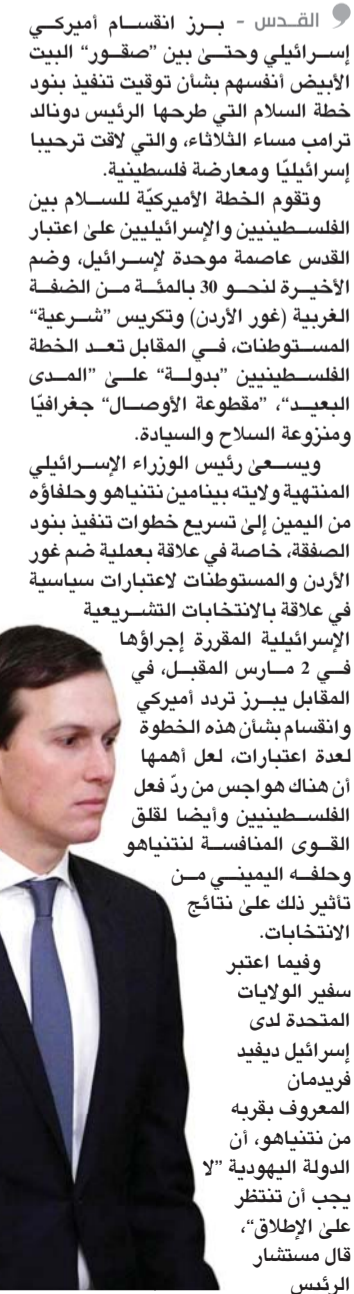 القدس - برز انقسام أميركي
إسرائيلي وحتىٰ بين ”صقور“ البيت
الأبيض أنفسهم بشأن توقيت تنفيذ بنود
خطة السلام التي طرحها الرئيس دونالد
ترامب مساء الثلاثاء، والتي لاقت ترحيبا
إسرائيليّا ومعارضة فلسطينية.
وتقوم الخطة الأميركيّة للسلام بين
الفلسطينيين والإسرائيليين علىٰ اعتبار
القدس عاصمة موحدة لإسرائيل، وضم
الأخيرة لنحو 30 بالمئة من الضفة
الغربية (غور الأردن) وتكريس ”شرعية“
المستوطنات، في المقابل تعد الخطة
الفلسطينيين ”بدولة“ علىٰ ”المدى
البعيد“، ”مقطوعة الأوصال“ جغرافيّا
ومنزوعة السلاح والسيادة.
ويسعىٰ رئيس الوزراء الإسرائيلي
المنتهية ولايته بينامين نتنياهو وحلفاؤه
من اليمين إلىٰ تسريع خطوات تنفيذ بنود
الصفقة، خاصة في علاقة بعملية ضم غور
الأردن والمستوطنات لاعتبارات سياسية
في علاقة بالانتخابات التشريعية
الإسرائيلية المقررة إجراؤها
في 2 مارس المقبل، في
المقابل يبرز تردد أميركي
وانقسام بشأن هذه الخطوة
لعدة اعتبارات، لعل أهمها
أن هناك هواجس من ردّ فعل
الفلسطينيين وأيضا لقلق
القوى المنافسة لنتنياهو
وحلفه اليميني من
تأثير ذلك علىٰ نتائج
الانتخابات.
وفيما اعتبر
سفير الولايات
المتحدة لدى
إسرائيل ديفيد
فريدمان
المعروف بقربه
من نتنياهو، أن
الدولة اليهودية ”لا
يجب أن تنتظر
علىٰ الإطلاق“،
قال مستشار
الرئيس